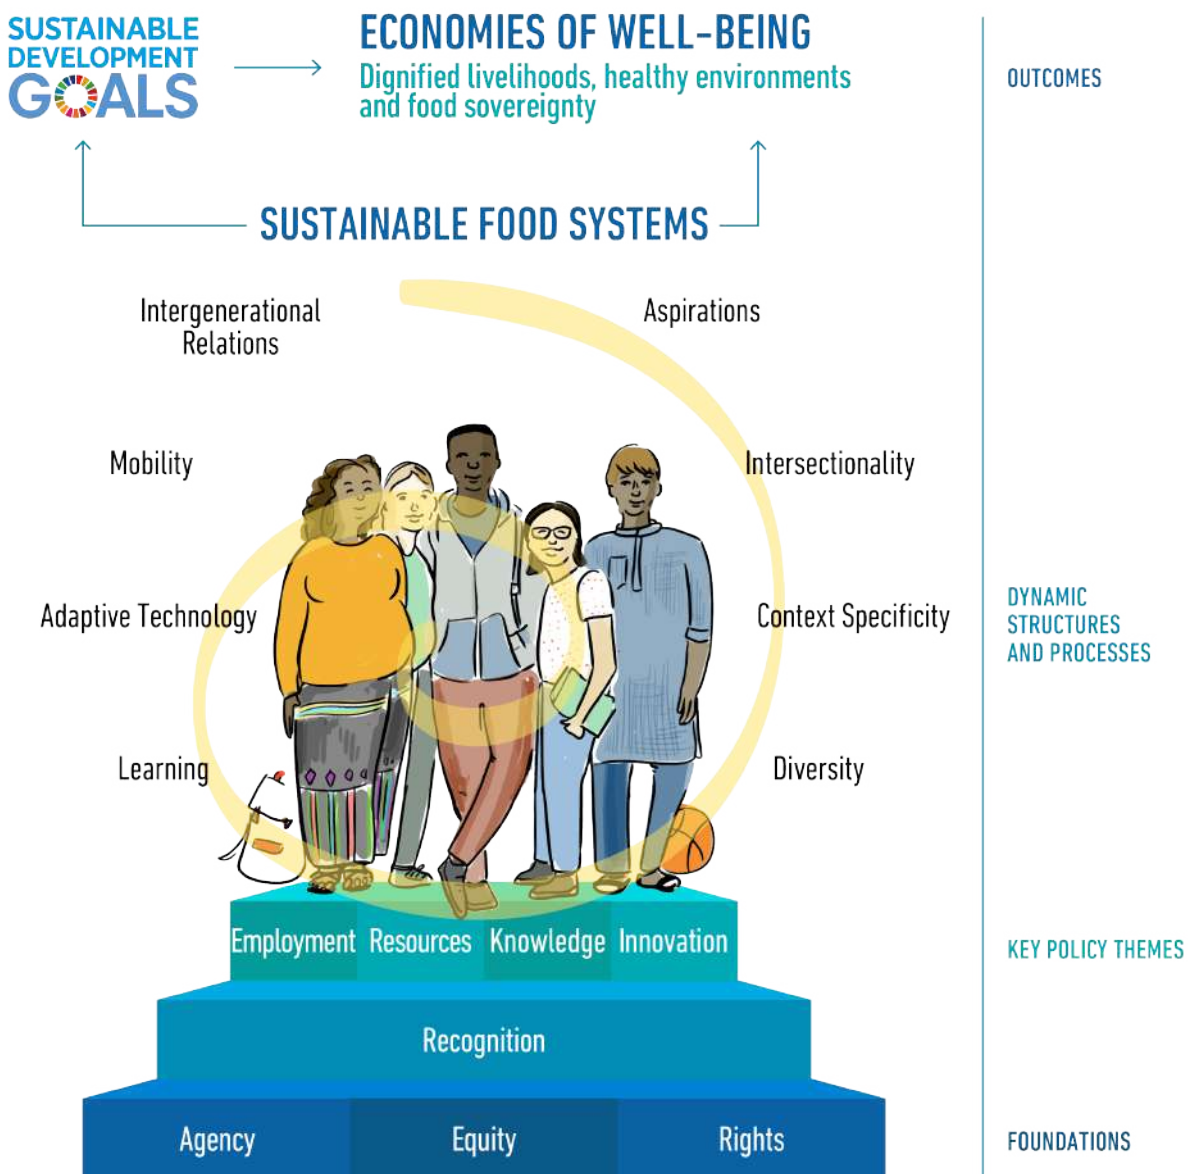 SUSTAINABLE
DEVELOPMENT
GOALS
ECONOMIES OF WELL-BEING
Dignified livelihoods, healthy environments
and food sovereignty
OUTCOMES
SUSTAINABLE FOOD SYSTEMS
Intergenerational
Relations
Aspirations
Mobility
Intersectionality
Adaptive Technology
Context Specificity
DYNAMIC
STRUCTURES
AND PROCESSES
Learning
Diversity
Employment Resources Knowledge Innovation
KEY POLICY THEMES
Recognition
Agency Equity Rights
FOUNDATIONS